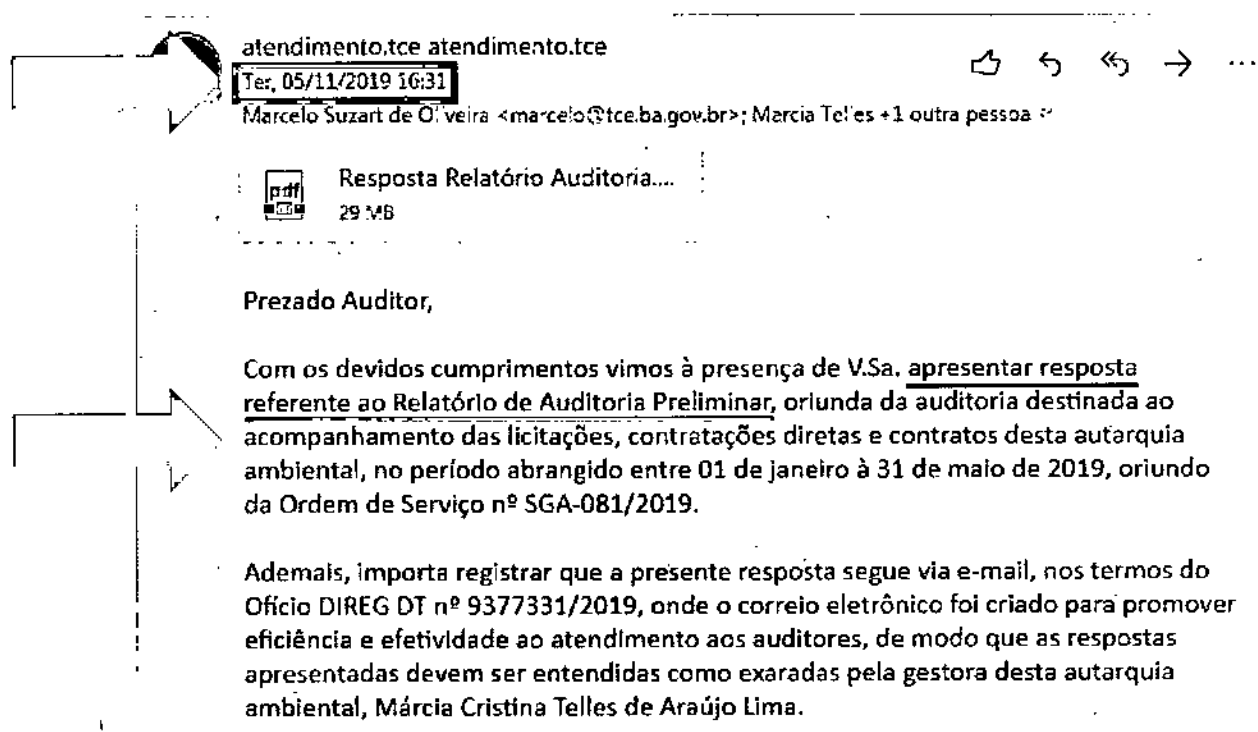 atendimento.tce atendimento.tce
Ter, 05/11/2019 16:31
Marcelo Suzart de Oliveira <marcelo@tce.ba.gov.br>; Marcia Telles +1 outra pessoa
pdf
Resposta Relatório Auditoria....
29 MB
Prezado Auditor,
Com os devidos cumprimentos vimos à presença de V.Sa. apresentar resposta
referente ao Relatório de Auditoria Preliminar, oriunda da auditoria destinada ao
acompanhamento das licitações, contratações diretas e contratos desta autarquia
ambiental, no período abrangido entre 01 de janeiro à 31 de maio de 2019, oriundo
da Ordem de Serviço nº SGA-081/2019.
Ademais, importa registrar que a presente resposta segue via e-mail, nos termos do
Ofício DIREG DT nº 9377331/2019, onde o correio eletrônico foi criado para promover
eficiência e efetividade ao atendimento aos auditores, de modo que as respostas
apresentadas devem ser entendidas como exaradas pela gestora desta autarquia
ambiental, Márcia Cristina Telles de Araújo Lima.